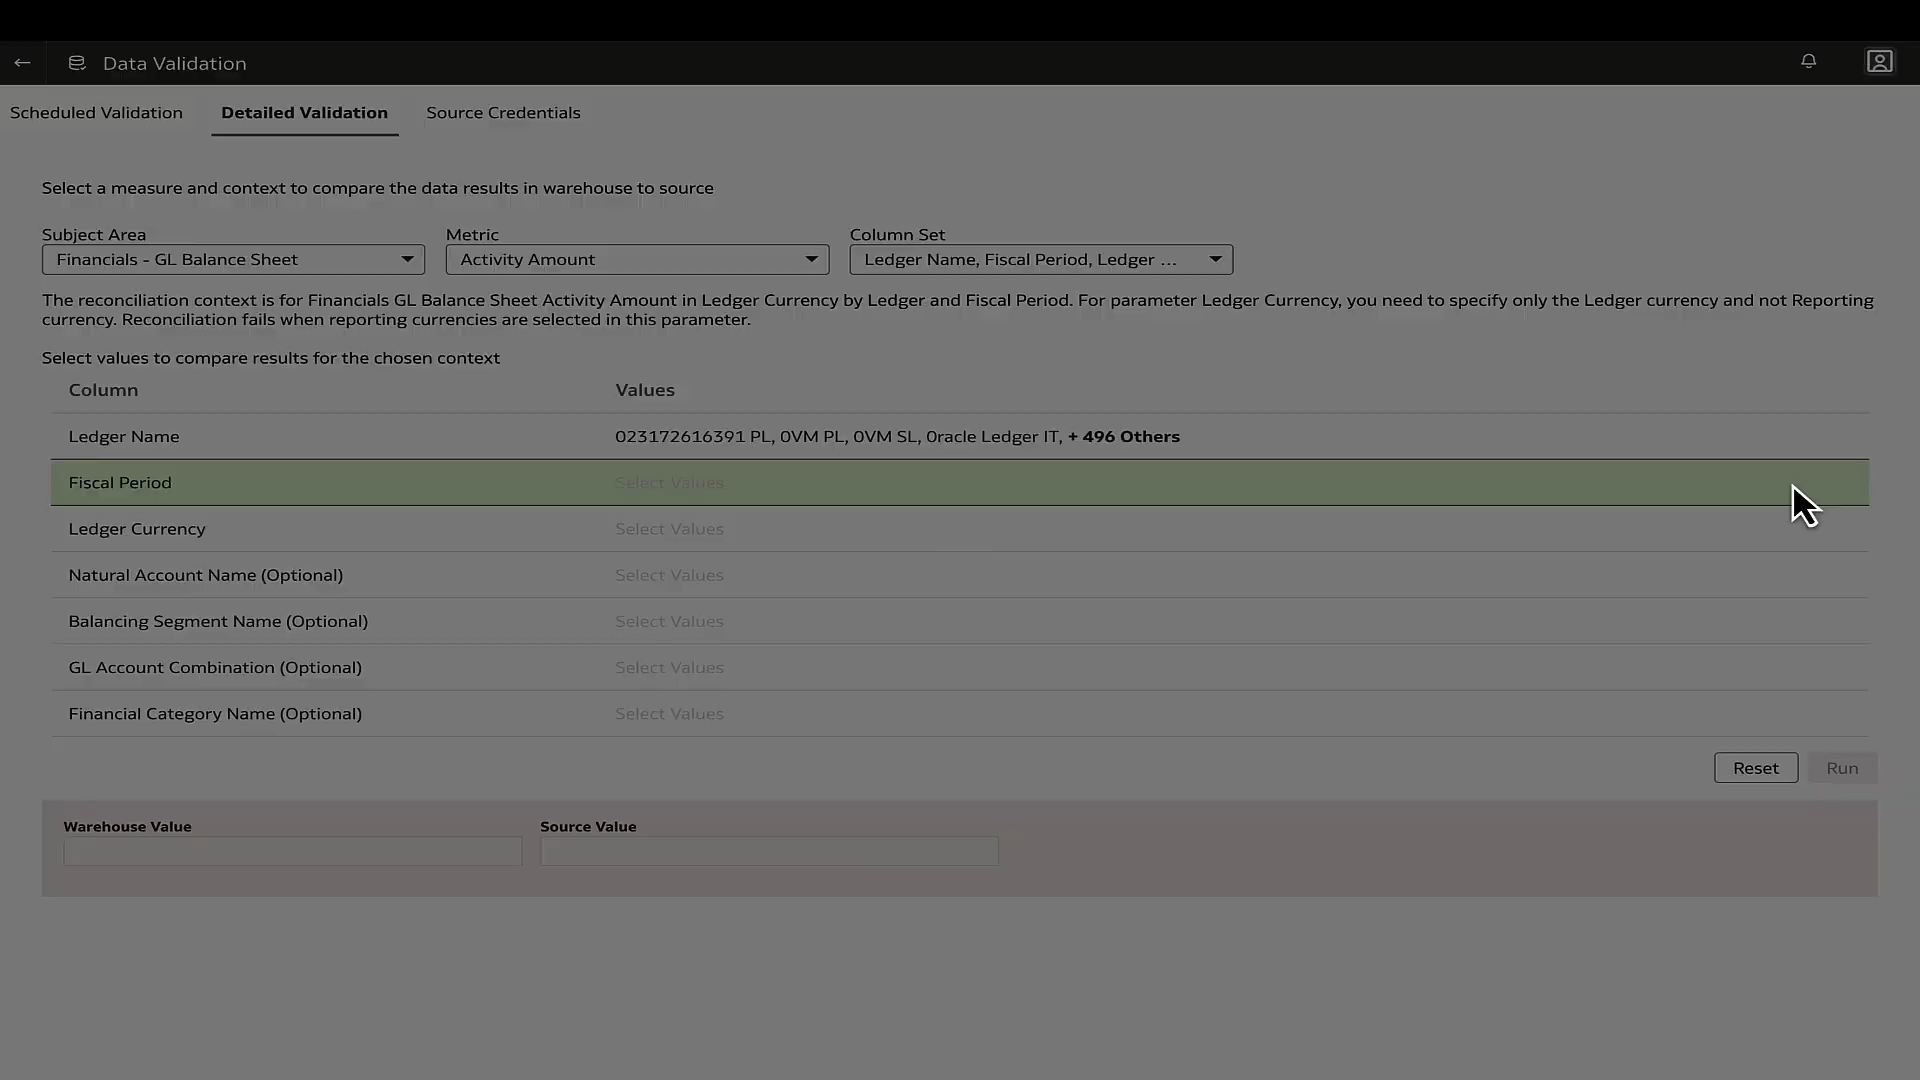 Data Validation
Scheduled Validation
Detailed Validation
Source Credentials
Select a measure and context to compare the data results in warehouse to source
Subject Area
Metric
Column Set
Financials - GL Balance Sheet
Activity Amount
Ledger Name, Fiscal Period, Ledger ...
The reconciliation context is for Financials GL Balance Sheet Activity Amount in Ledger Currency by Ledger and Fiscal Period. For parameter Ledger Currency, you need to specify only the Ledger currency and not Reporting
currency. Reconciliation fails when reporting currencies are selected in this parameter.
Select values to compare results for the chosen context
Column
Values
Ledger Name
023172616391 PL, 0VM PL, 0VM SL, 0racle Ledger IT, + 496 Others
Fiscal Period
Select Values
Ledger Currency
Select Values
Natural Account Name (Optional)
Select Values
Balancing Segment Name (Optional)
Select Values
GL Account Combination (Optional)
Select Values
Financial Category Name (Optional)
Select Values
Reset
Run
Warehouse Value
Source Value